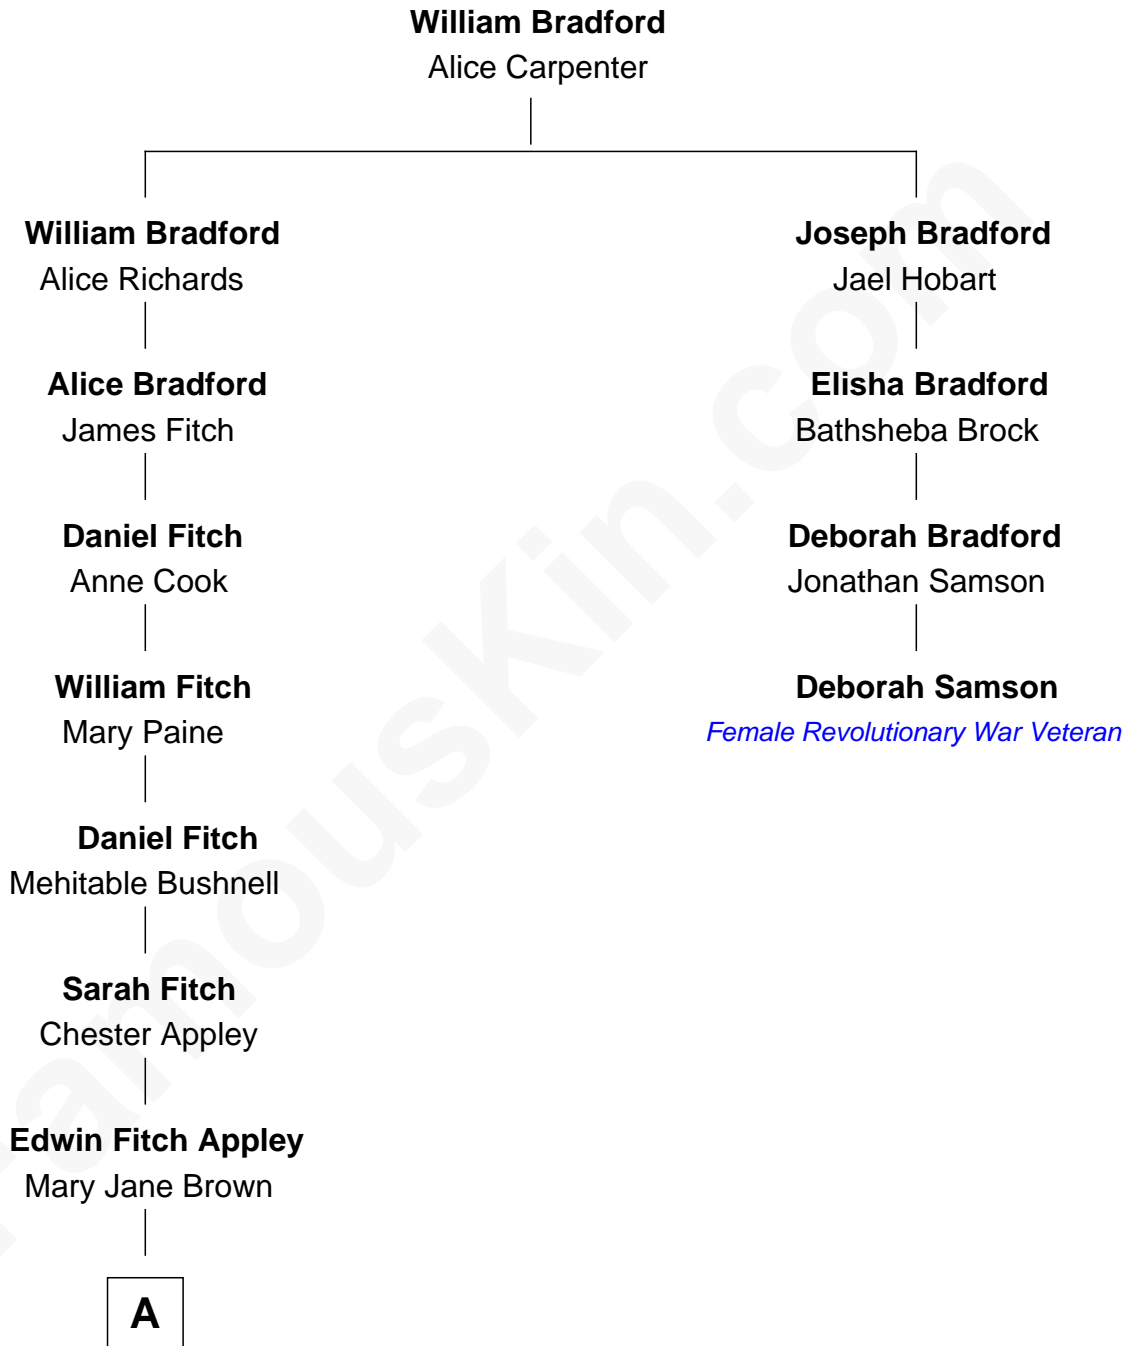 William Bradford
Alice Carpenter
William Bradford
Alice Richards
Alice Bradford
James Fitch
Daniel Fitch
Anne Cook
William Fitch
Mary Paine
Daniel Fitch
Mehitable Bushnell
Sarah Fitch
Chester Appley
Edwin Fitch Appley
Mary Jane Brown
A
Joseph Bradford
Jael Hobart
Elisha Bradford
Bathsheba Brock
Deborah Bradford
Jonathan Samson
Deborah Samson
Female Revolutionary War Veteran
FamousKin.com